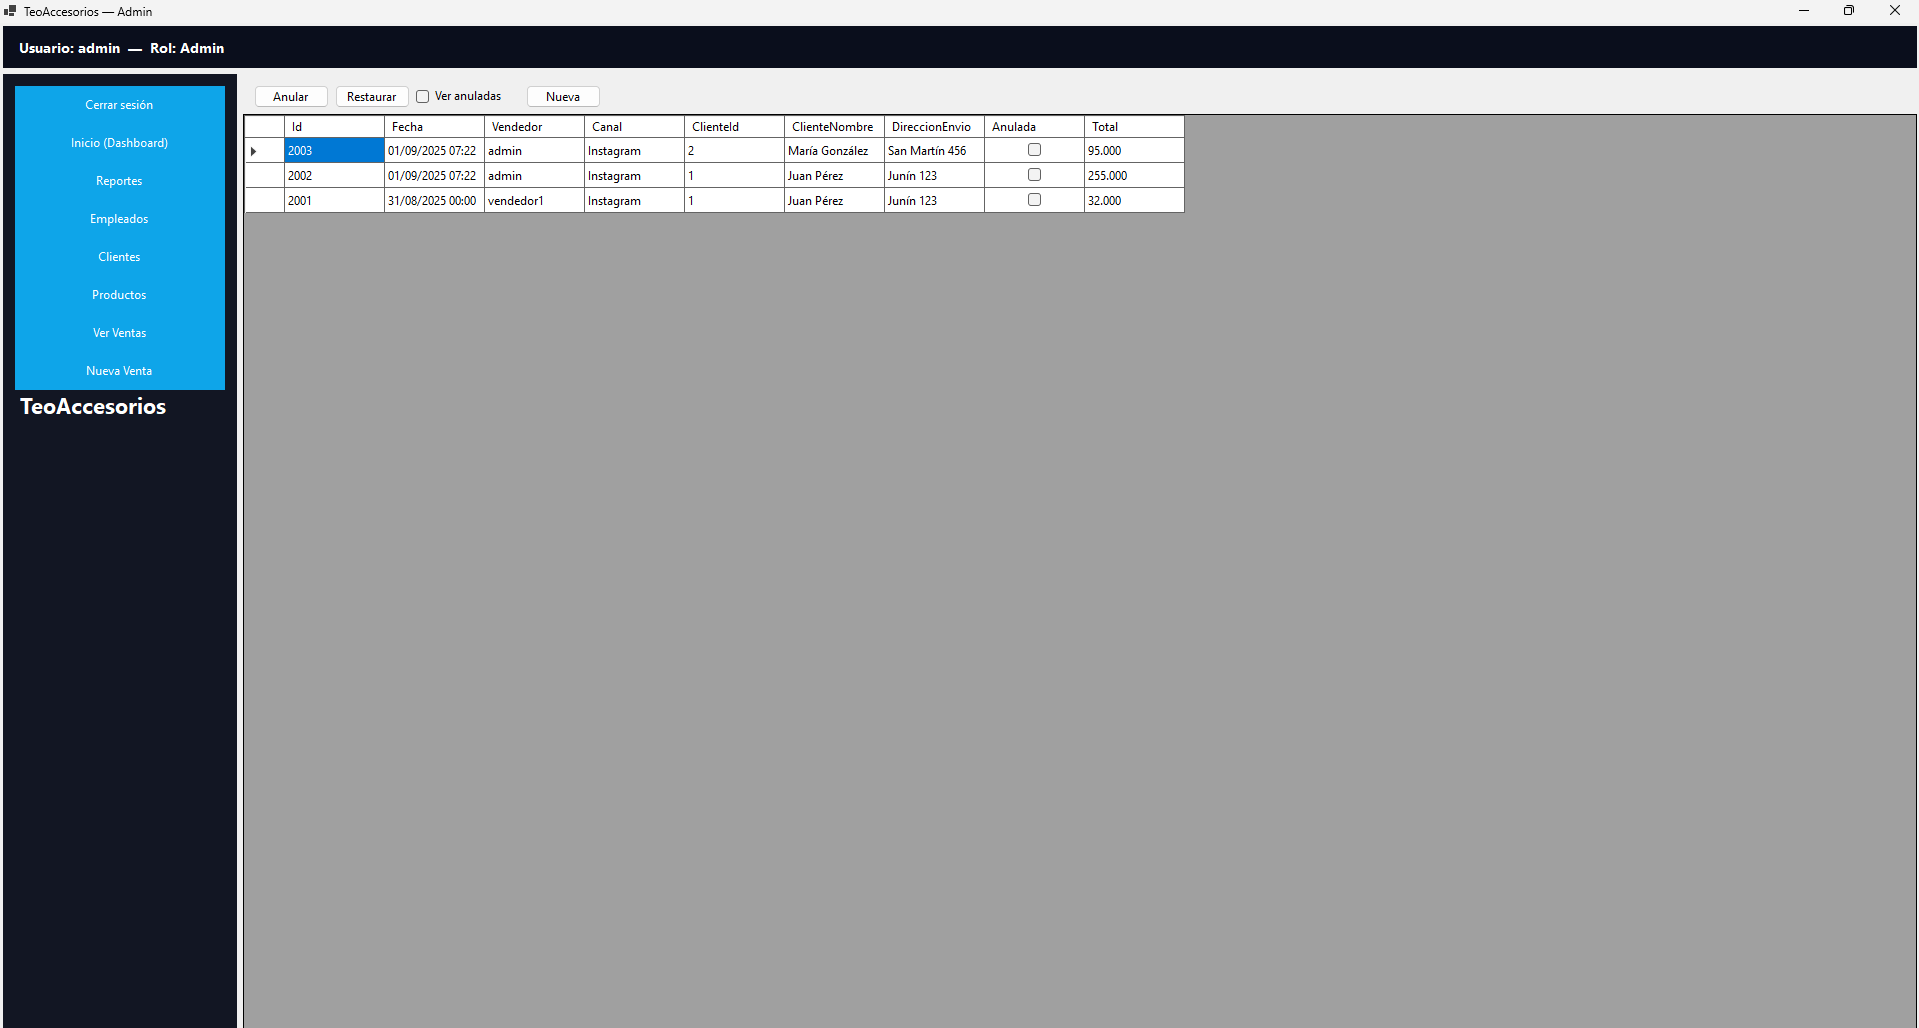 TeoAccesorios — Admin
Usuario: admin — Rol: Admin
Cerrar sesión
Inicio (Dashboard)
Reportes
Empleados
Clientes
Productos
Ver Ventas
Nueva Venta
TeoAccesorios
Anular Restaurar Ver anuladas Nueva
Id Fecha Vendedor Canal ClienteId ClienteNombre DireccionEnvio Anulada Total
2003 01/09/2025 07:22 admin Instagram 2 María González San Martín 456 95.000
2002 01/09/2025 07:22 admin Instagram 1 Juan Pérez Junín 123 255.000
2001 31/08/2025 00:00 vendedor1 Instagram 1 Juan Pérez Junín 123 32.000